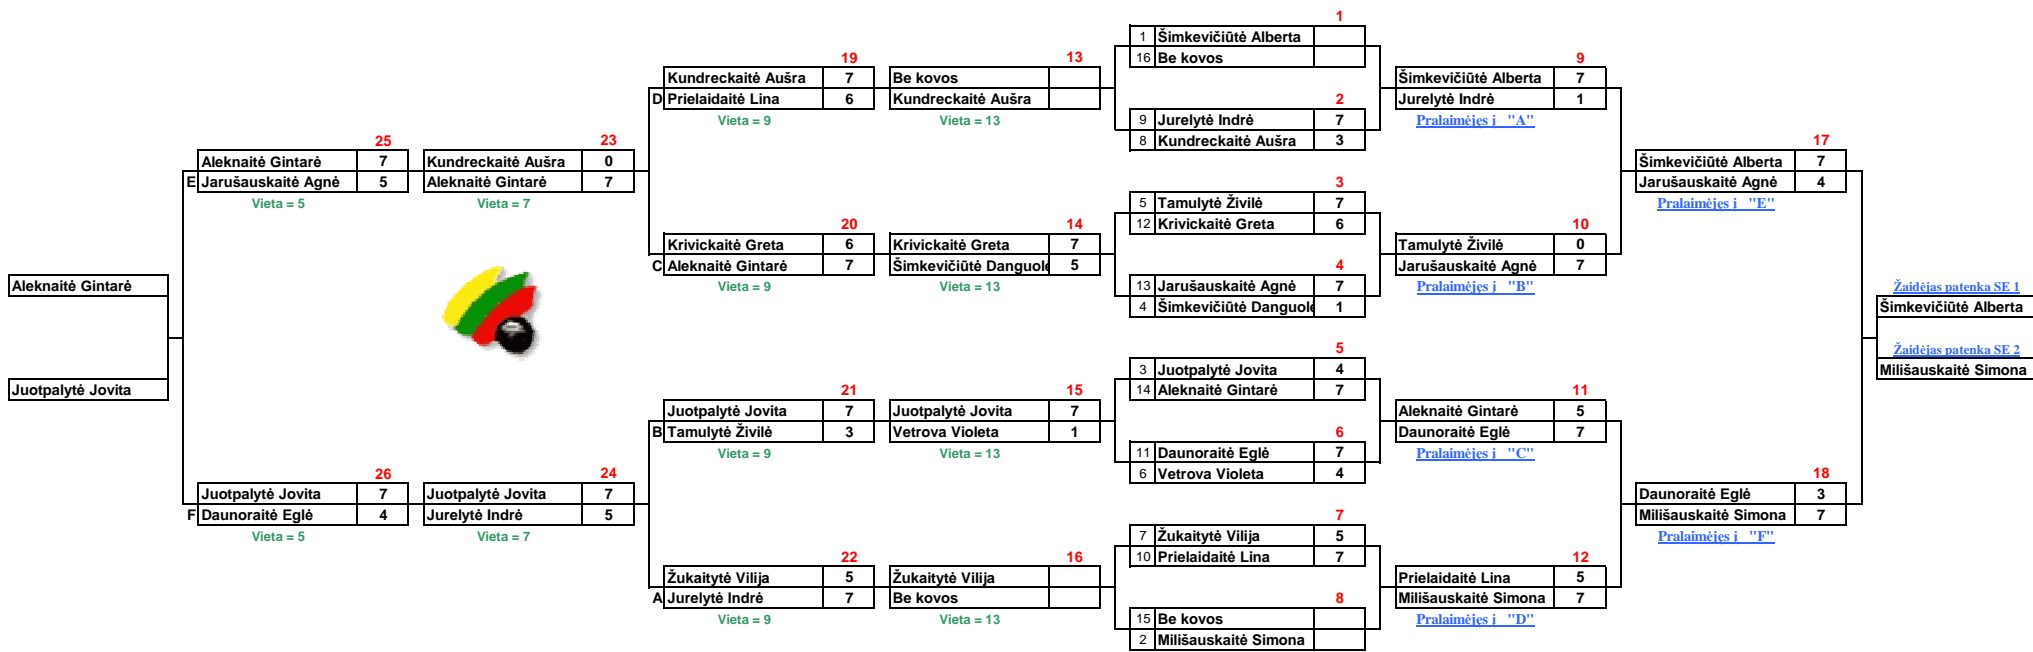 1
1 Šimkevičiūtė Alberta
16 Be kovos
19
13
9
Kundreckaitė Aušra 7
D Prielaidaitė Lina 6
Vieta = 9
Be kovos
Kundreckaitė Aušra
Vieta = 13
Šimkevičiūtė Alberta 7
Jurelytė Indrė 1
Pralaimėjęs į "A"
2
9 Jurelytė Indrė 7
8 Kundreckaitė Aušra 3
25
23
17
Aleknaitė Gintarė 7
E Jarušauskaitė Agnė 5
Vieta = 5
Kundreckaitė Aušra 0
Aleknaitė Gintarė 7
Vieta = 7
Šimkevičiūtė Alberta 7
Jarušauskaitė Agnė 4
Pralaimėjęs į "E"
3
5 Tamulytė Živilė 7
12 Krivickaitė Greta 6
20
14
10
Krivickaitė Greta 6
C Aleknaitė Gintarė 7
Vieta = 9
Krivickaitė Greta 7
Šimkevičiūtė Danguolė 5
Vieta = 13
Tamulytė Živilė 0
Jarušauskaitė Agnė 7
Pralaimėjęs į "B"
4
13 Jarušauskaitė Agnė 7
4 Šimkevičiūtė Danguolė 1
Aleknaitė Gintarė
Žaidėjas patenka SE 1
Šimkevičiūtė Alberta
Žaidėjas patenka SE 2
Milišauskaitė Simona
Juotpalytė Jovita
5
3 Juotpalytė Jovita 4
14 Aleknaitė Gintarė 7
21
15
11
Juotpalytė Jovita 7
B Tamulytė Živilė 3
Vieta = 9
Juotpalytė Jovita 7
Vetrova Violeta 1
Vieta = 13
Aleknaitė Gintarė 5
Daunoraitė Eglė 7
Pralaimėjęs į "C"
6
11 Daunoraitė Eglė 7
6 Vetrova Violeta 4
26
24
18
Juotpalytė Jovita 7
F Daunoraitė Eglė 4
Vieta = 5
Juotpalytė Jovita 7
Jurelytė Indrė 5
Vieta = 7
Daunoraitė Eglė 3
Milišauskaitė Simona 7
Pralaimėjęs į "F"
7
7 Žukaitytė Vilija 5
10 Prielaidaitė Lina 7
22
16
12
Žukaitytė Vilija 5
A Jurelytė Indrė 7
Vieta = 9
Žukaitytė Vilija
Be kovos
Vieta = 13
Prielaidaitė Lina 5
Milišauskaitė Simona 7
Pralaimėjęs į "D"
8
15 Be kovos
2 Milišauskaitė Simona